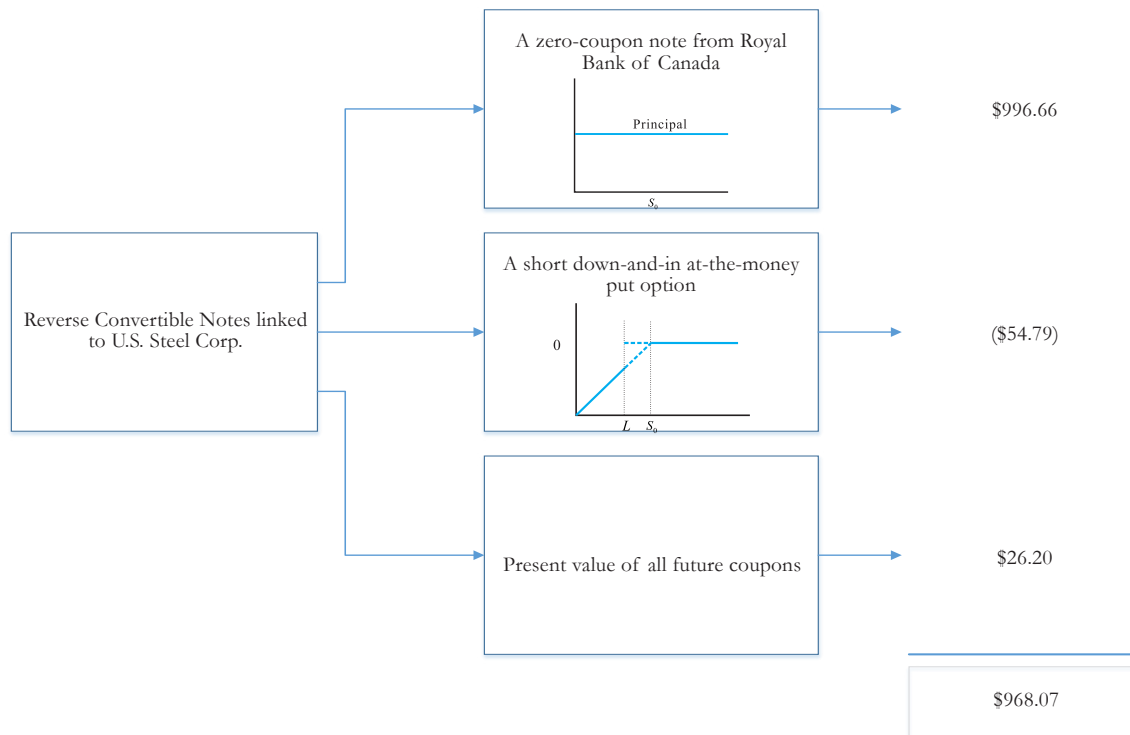 A zero-coupon note from Royal
Bank of Canada
Principal
S₀
$996.66
Reverse Convertible Notes linked
to U.S. Steel Corp.
A short down-and-in at-the-money
put option
0
L S₀
($54.79)
Present value of all future coupons
$26.20
$968.07